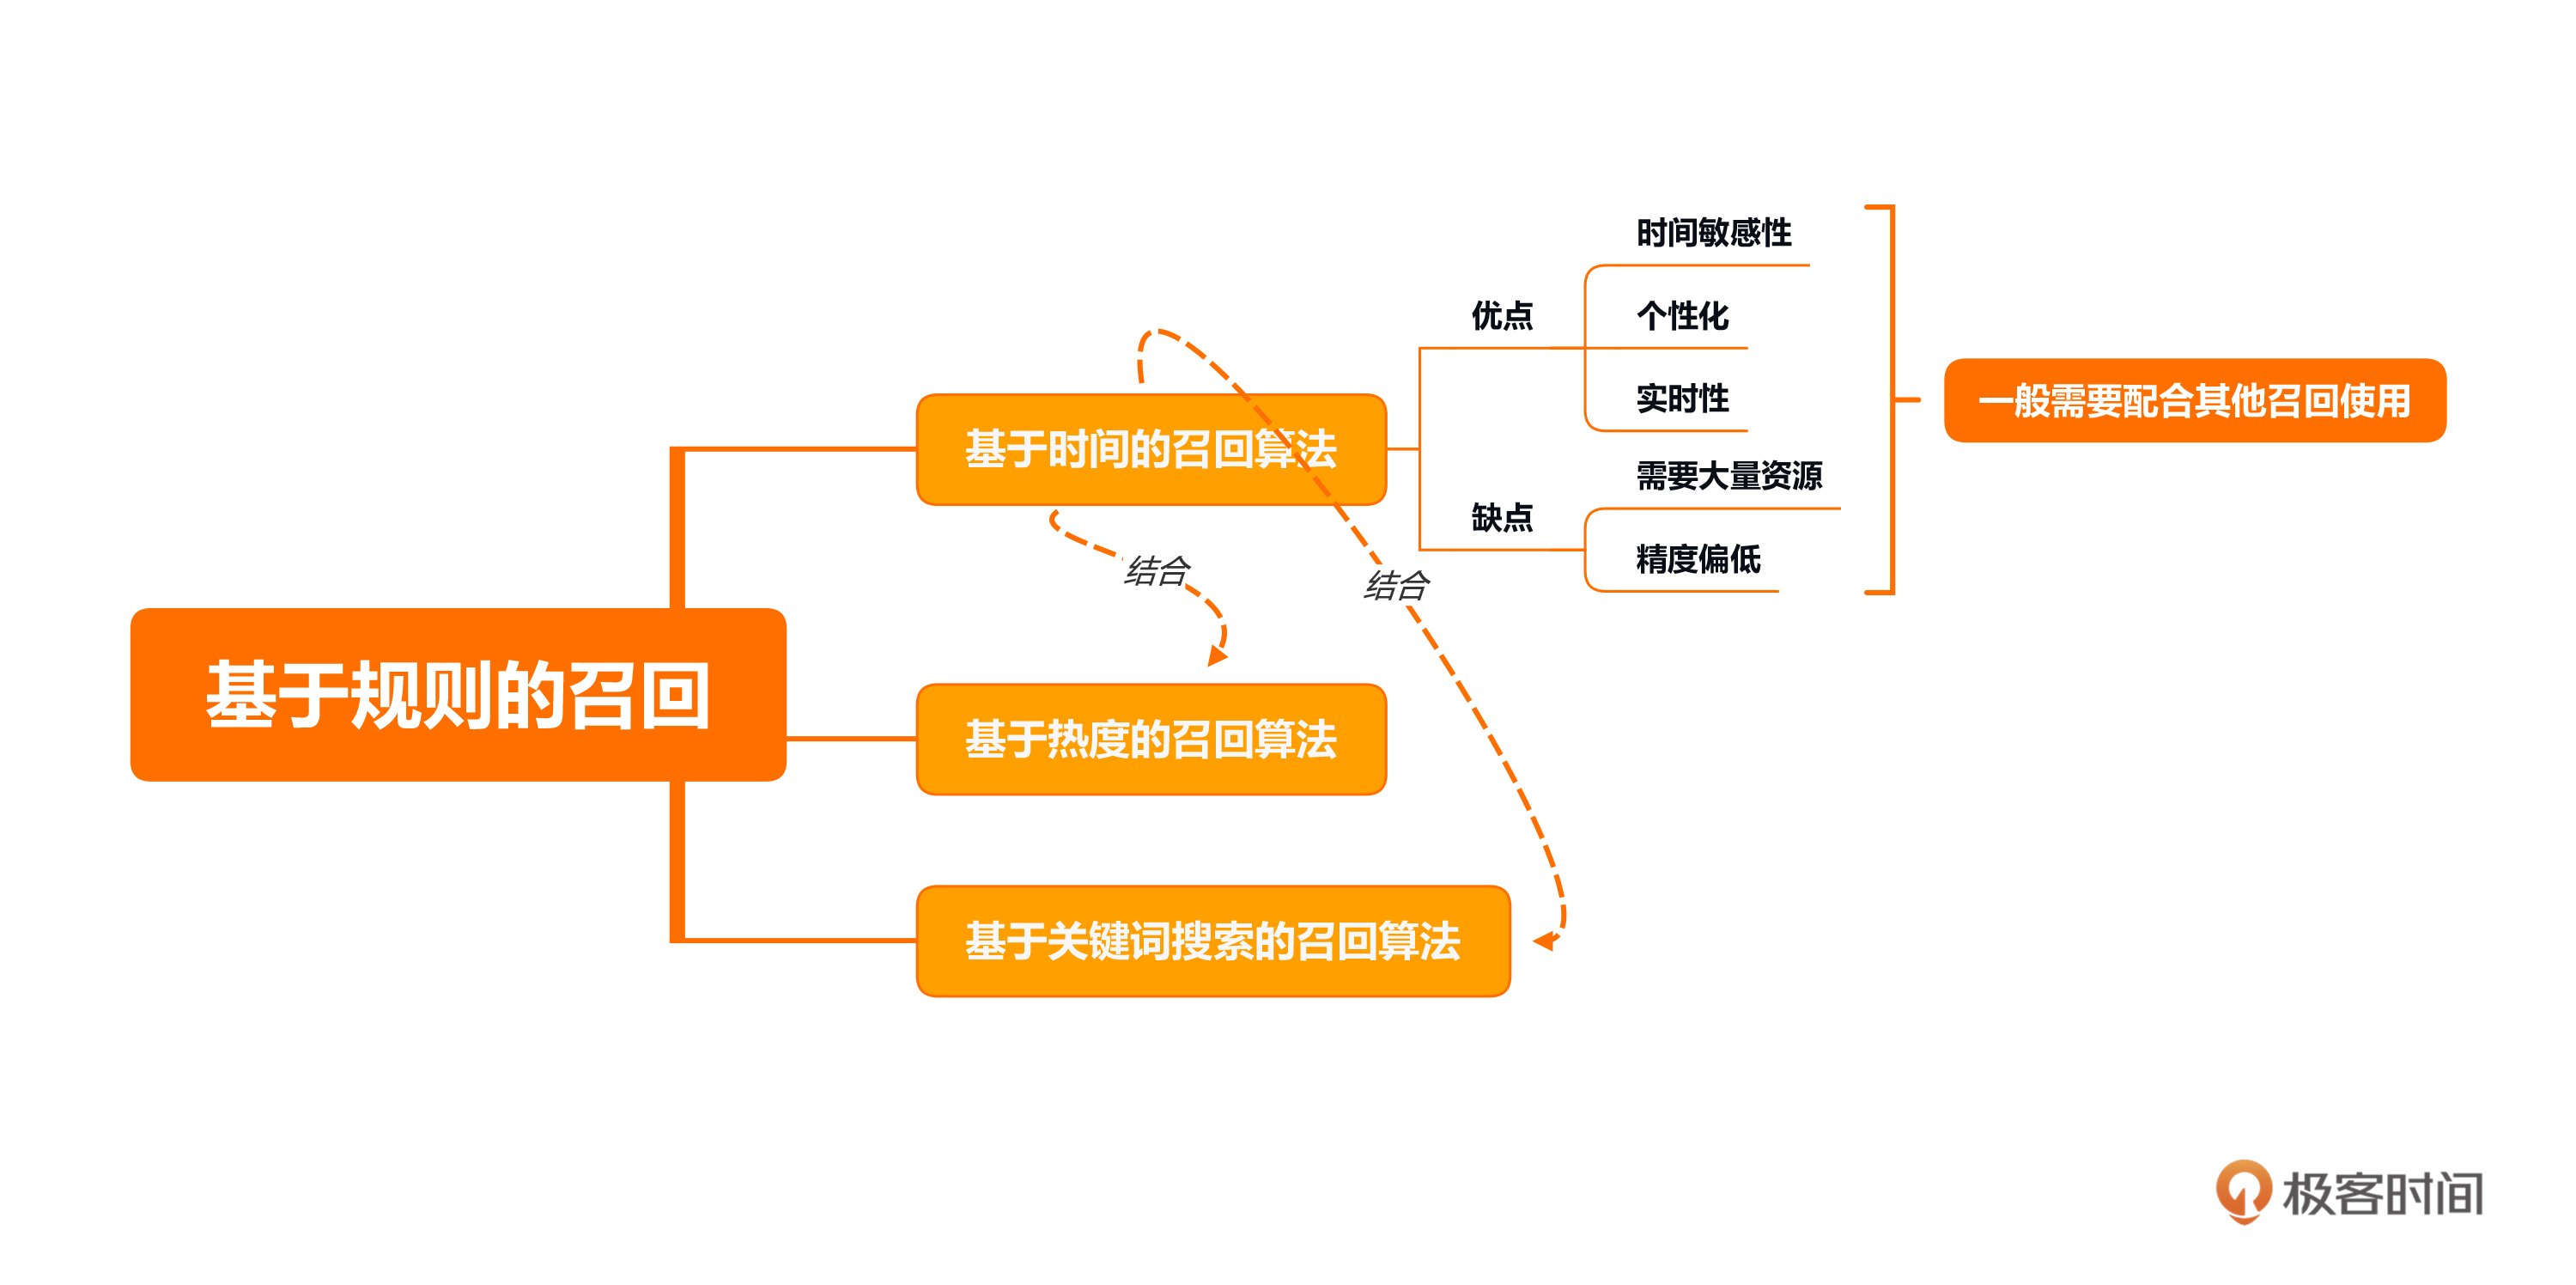 基于规则的召回
基于时间的召回算法
优点
时间敏感性
个性化
实时性
缺点
需要大量资源
精度偏低
一般需要配合其他召回使用
结合
结合
基于热度的召回算法
基于关键词搜索的召回算法
极客时间